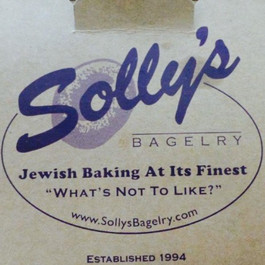 Solly's
BAGELRY
Jewish Baking At Its Finest
"WHAT'S NOT TO LIKE?"
www.SollysBagelry.com
ESTABLISHED 1994